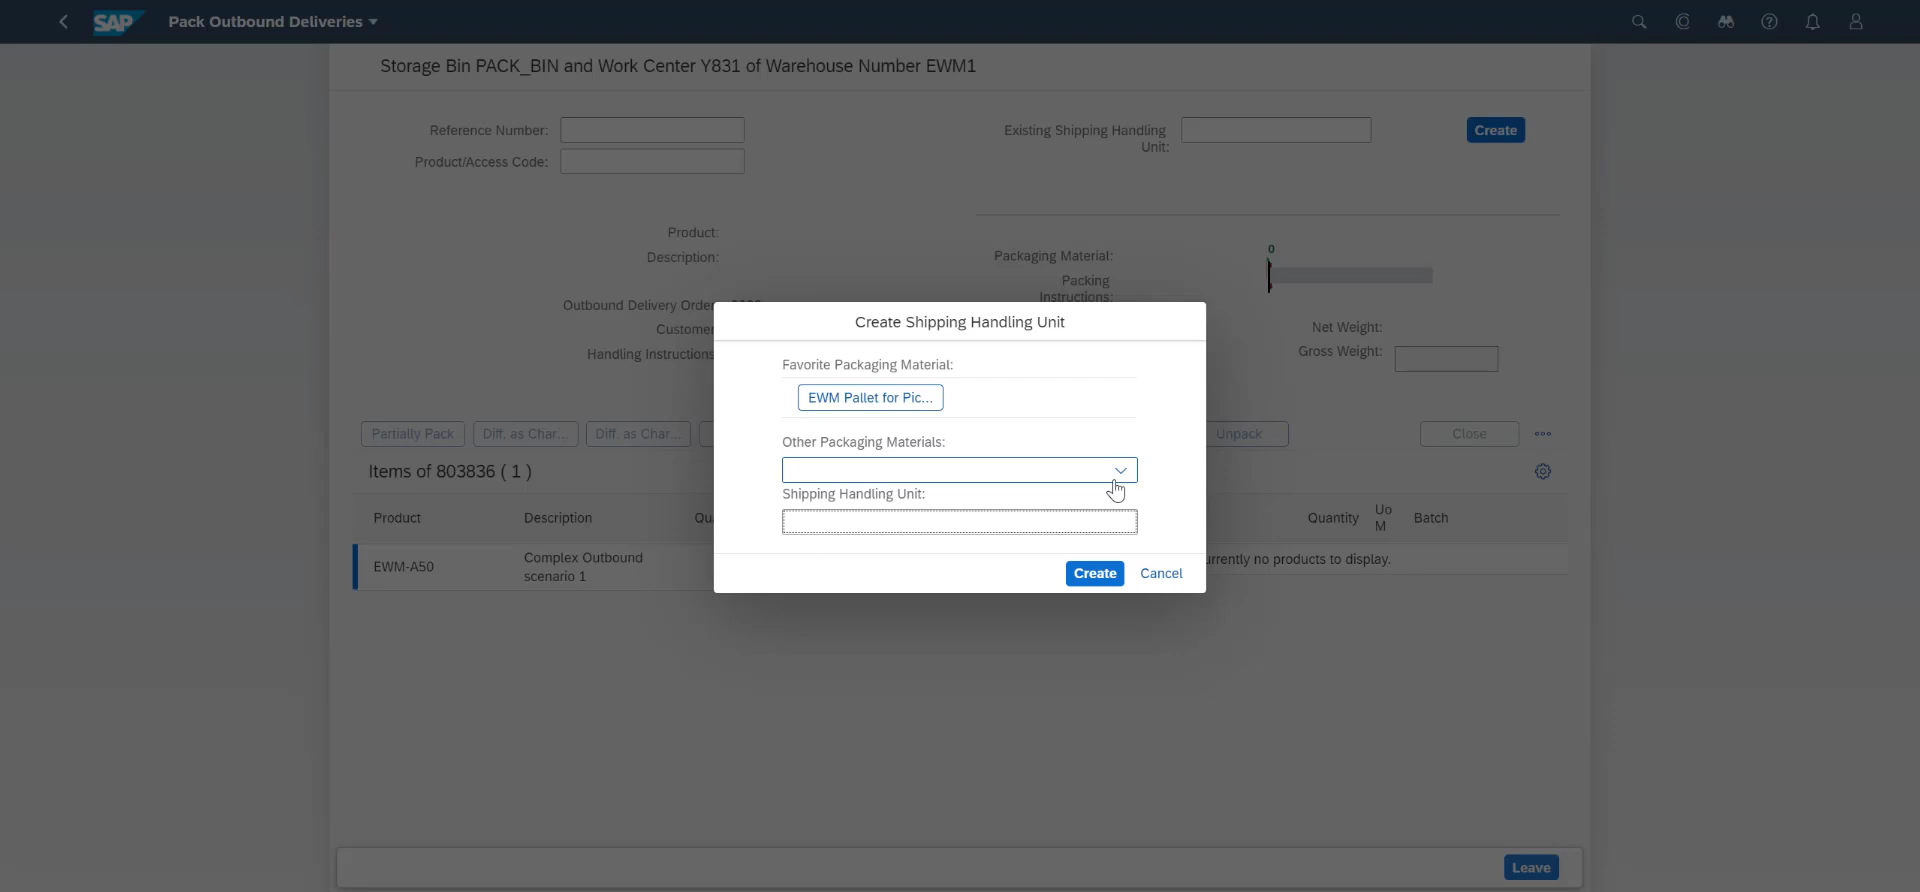 SAP Pack Outbound Deliveries
Storage Bin PACK_BIN and Work Center Y831 of Warehouse Number EWM1
Reference Number:
Product/Access Code:
Existing Shipping Handling
Unit:
Create
Product:
Description:
Outbound Delivery Order
Customer
Handling Instructions
0
Packaging Material:
Packing
Instructions:
Net Weight:
Gross Weight:
Create Shipping Handling Unit
Favorite Packaging Material:
EWM Pallet for Pic...
Other Packaging Materials:
Shipping Handling Unit:
Create Cancel
Partially Pack Diff. as Char... Diff. as Char... Unpack Close
Items of 803836 ( 1 )
Product Description Qu
Quantity Uo
M Batch
EWM-A50 Complex Outbound
scenario 1
urrently no products to display.
Leave